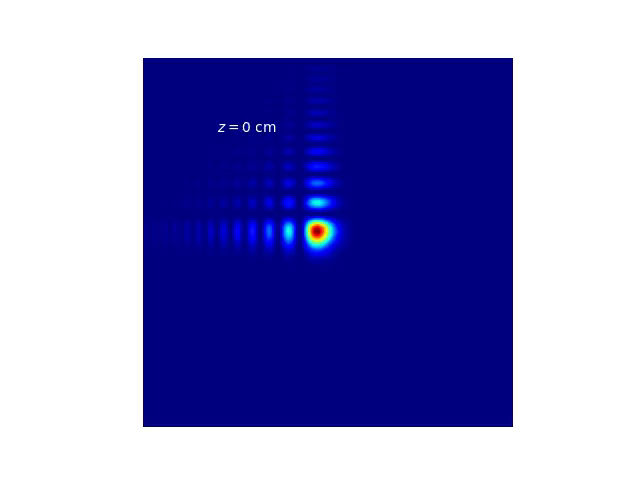 z = 0 cm